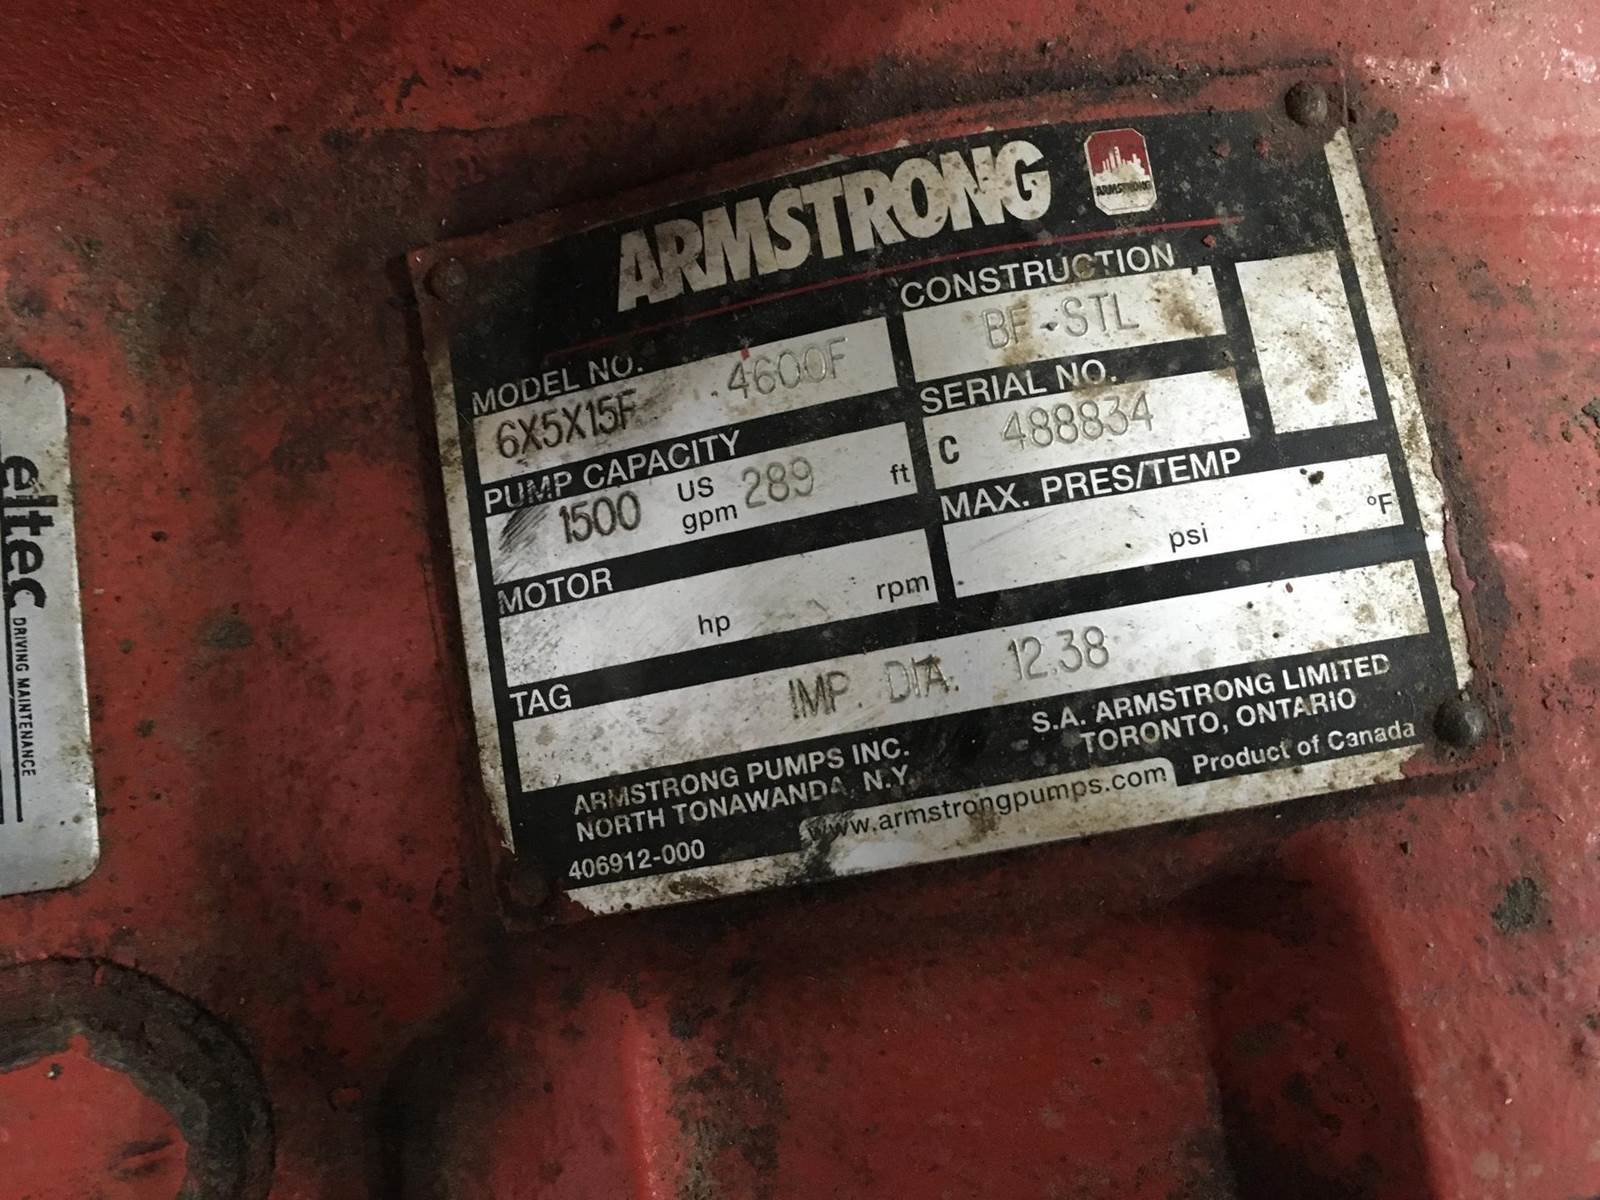 ARMSTRONG
ARMSTRONG
MODEL NO.
6X5X15F 4600F
CONSTRUCTION
BF-STL
PUMP CAPACITY
1500 US gpm 289 ft
SERIAL NO.
C 488834
MOTOR
hp rpm
MAX. PRES/TEMP
psi °F
TAG
IMP. DIA. 12.38
ARMSTRONG PUMPS INC.
NORTH TONAWANDA, N.Y.
S.A. ARMSTRONG LIMITED
TORONTO, ONTARIO
406912-000
www.armstrongpumps.com
Product of Canada
eltec
DRIVING MAINTENANCE